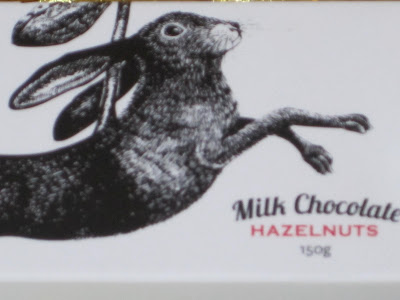 Milk Chocolate
HAZELNUTS
150g